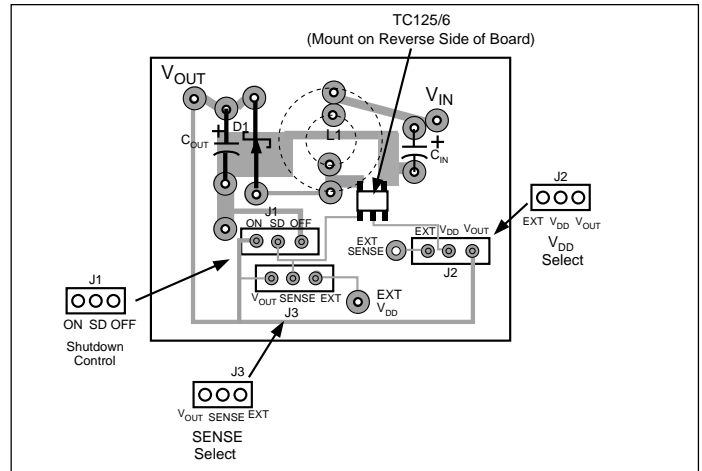 TC125/6
(Mount on Reverse Side of Board)
VOUT
VIN
D1
L1
+
COUT
+
CIN
J2
EXT VDD VOUT
VDD
Select
J1
ON SD OFF
EXT VDD VOUT
EXT
SENSE
J2
J1
ON SD OFF
Shutdown
Control
VOUT SENSE EXT
J3
EXT
VDD
J3
VOUT SENSE EXT
SENSE
Select